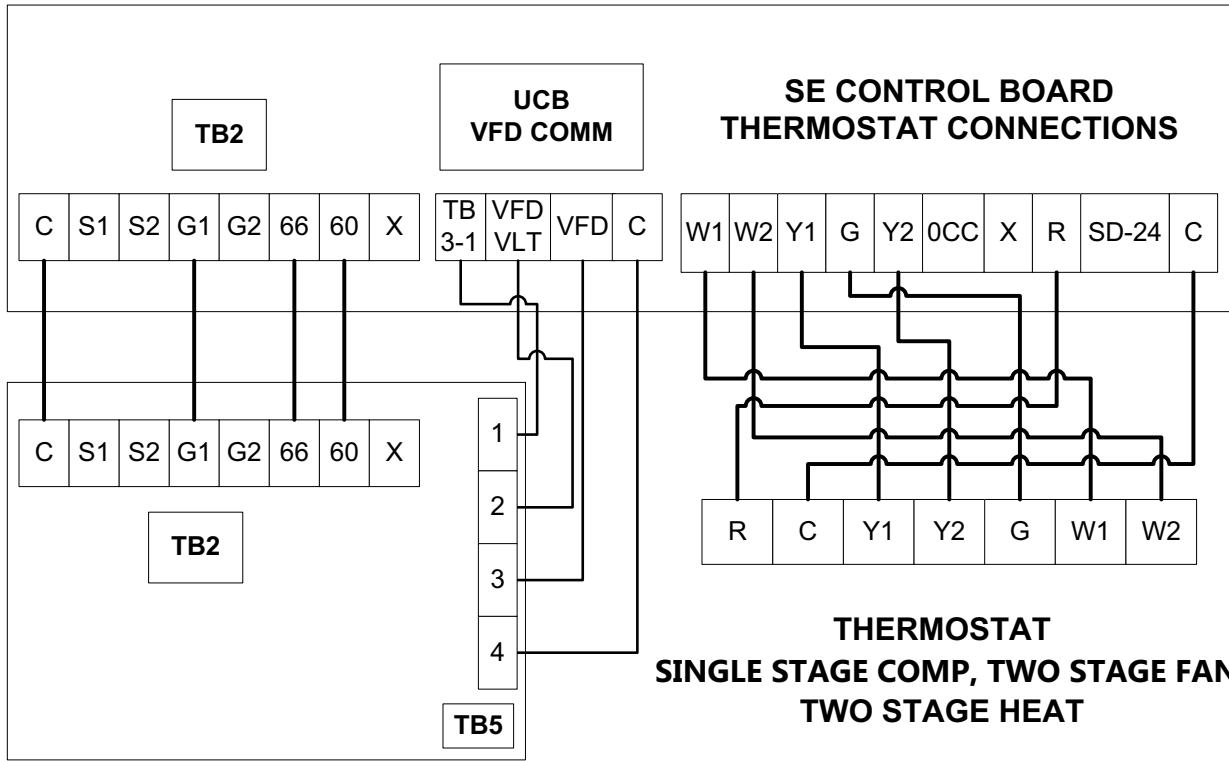 TB2
UCB
VFD COMM
SE CONTROL BOARD
THERMOSTAT CONNECTIONS
C S1 S2 G1 G2 66 60 X
TB
3-1
VFD
VLT
VFD C
W1 W2 Y1 G Y2 0CC X R SD-24 C
C S1 S2 G1 G2 66 60 X
TB2
1
2
3
4
TB5
R C Y1 Y2 G W1 W2
THERMOSTAT
SINGLE STAGE COMP, TWO STAGE FAN
TWO STAGE HEAT